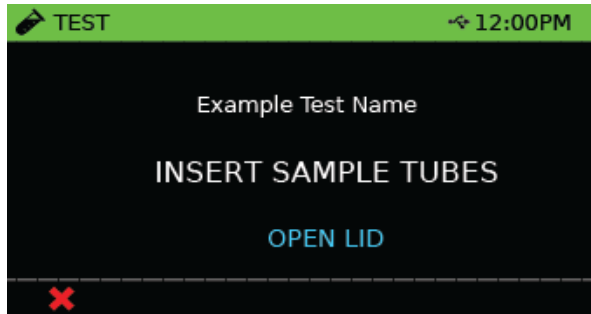 TEST 12:00PM
Example Test Name
INSERT SAMPLE TUBES
OPEN LID